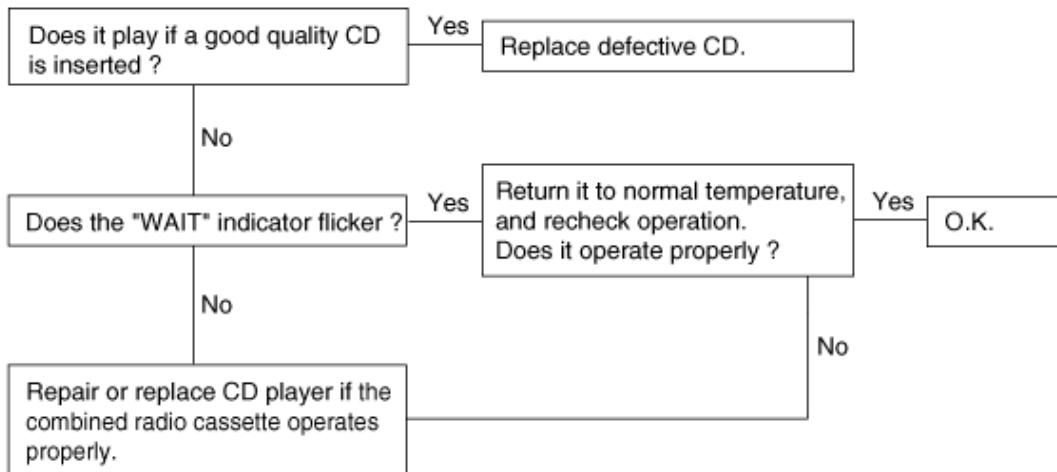 Does it play if a good quality CD
is inserted ?
Yes
Replace defective CD.
No
Does the "WAIT" indicator flicker ?
Yes
Return it to normal temperature,
and recheck operation.
Does it operate properly ?
Yes
O.K.
No
No
Repair or replace CD player if the
combined radio cassette operates
properly.